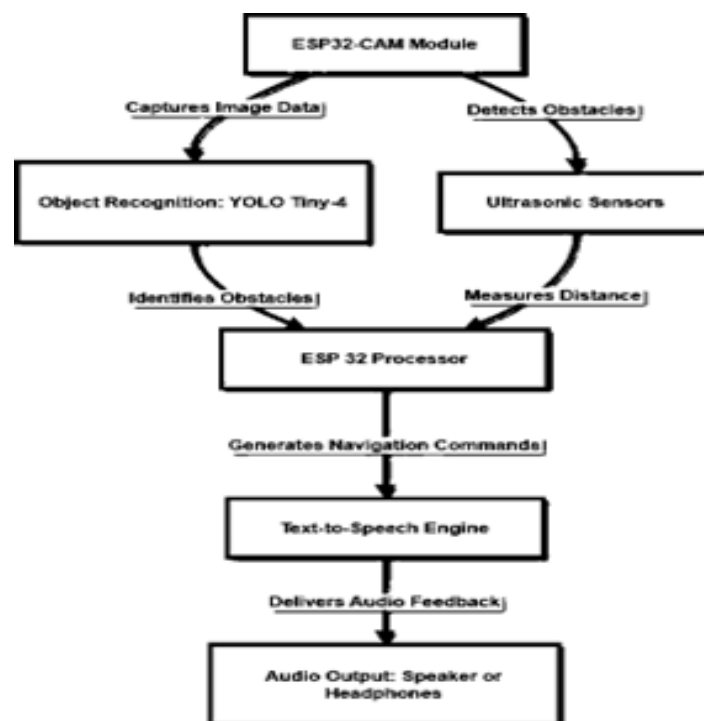 ESP32-CAM Module
Captures Image Data
Detects Obstacles
Object Recognition: YOLO Tiny-4
Ultrasonic Sensors
Identifies Obstacles
Measures Distance
ESP 32 Processor
Generates Navigation Commands
Text-to-Speech Engine
Delivers Audio Feedback
Audio Output: Speaker or
Headphones